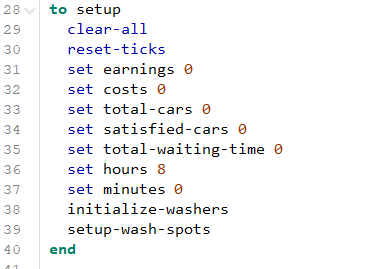 28 to setup
29 clear-all
30 reset-ticks
31 set earnings 0
32 set costs 0
33 set total-cars 0
34 set satisfied-cars 0
35 set total-waiting-time 0
36 set hours 8
37 set minutes 0
38 initialize-washers
39 setup-wash-spots
40 end